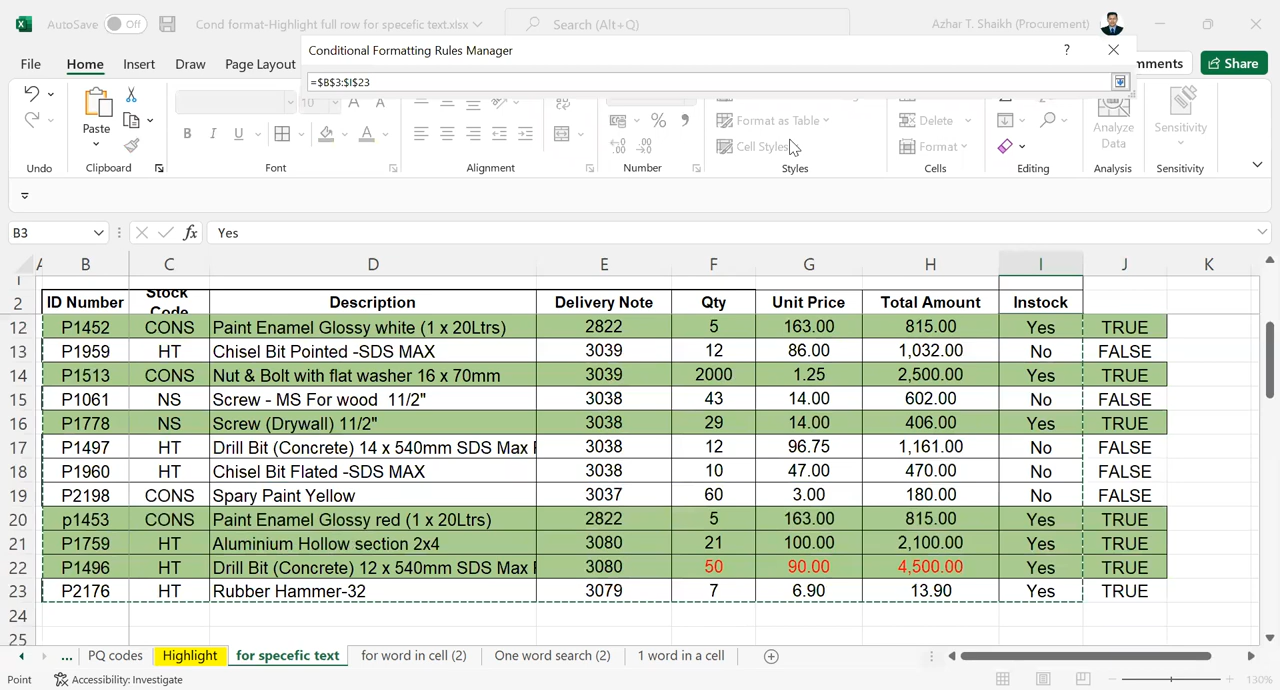 AutoSave Off Cond format-Highlight full row for specefic text.xlsx Search (Alt+Q) Azhar T. Shaikh (Procurement)
Conditional Formatting Rules Manager ?
=$B$3:$I$23
File Home Insert Draw Page Layout mments Share
Paste 10 A A Format as Table Delete Analyze Data Sensitivity
B I U A % Cell Styles Format
Undo Clipboard Font Alignment Number Styles Cells Editing Analysis Sensitivity
B3 fx Yes
A B C D E F G H I J K
1
2 ID Number Stock Code Description Delivery Note Qty Unit Price Total Amount Instock
12 P1452 CONS Paint Enamel Glossy white (1 x 20Ltrs) 2822 5 163.00 815.00 Yes TRUE
13 P1959 HT Chisel Bit Pointed -SDS MAX 3039 12 86.00 1,032.00 No FALSE
14 P1513 CONS Nut & Bolt with flat washer 16 x 70mm 3039 2000 1.25 2,500.00 Yes TRUE
15 P1061 NS Screw - MS For wood 11/2" 3038 43 14.00 602.00 No FALSE
16 P1778 NS Screw (Drywall) 11/2" 3038 29 14.00 406.00 Yes TRUE
17 P1497 HT Drill Bit (Concrete) 14 x 540mm SDS Max 3038 12 96.75 1,161.00 No FALSE
18 P1960 HT Chisel Bit Flated -SDS MAX 3038 10 47.00 470.00 No FALSE
19 P2198 CONS Spary Paint Yellow 3037 60 3.00 180.00 No FALSE
20 p1453 CONS Paint Enamel Glossy red (1 x 20Ltrs) 2822 5 163.00 815.00 Yes TRUE
21 P1759 HT Aluminium Hollow section 2x4 3080 21 100.00 2,100.00 Yes TRUE
22 P1496 HT Drill Bit (Concrete) 12 x 540mm SDS Max 3080 50 90.00 4,500.00 Yes TRUE
23 P2176 HT Rubber Hammer-32 3079 7 6.90 13.90 Yes TRUE
24
25
... PQ codes Highlight for specefic text for word in cell (2) One word search (2) 1 word in a cell
Point Accessibility: Investigate 130%